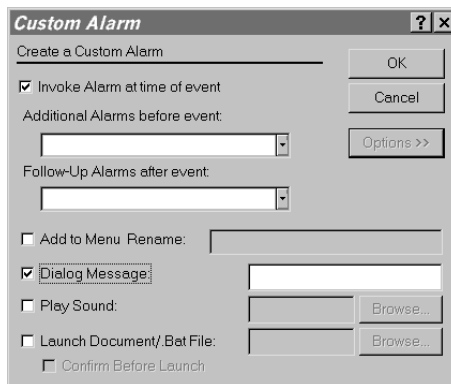 Custom Alarm
Create a Custom Alarm
OK
Invoke Alarm at time of event
Cancel
Additional Alarms before event:
Options >>
Follow-Up Alarms after event:
Add to Menu Rename:
Dialog Message:
Play Sound:
Browse...
Launch Document/.Bat File:
Browse...
Confirm Before Launch